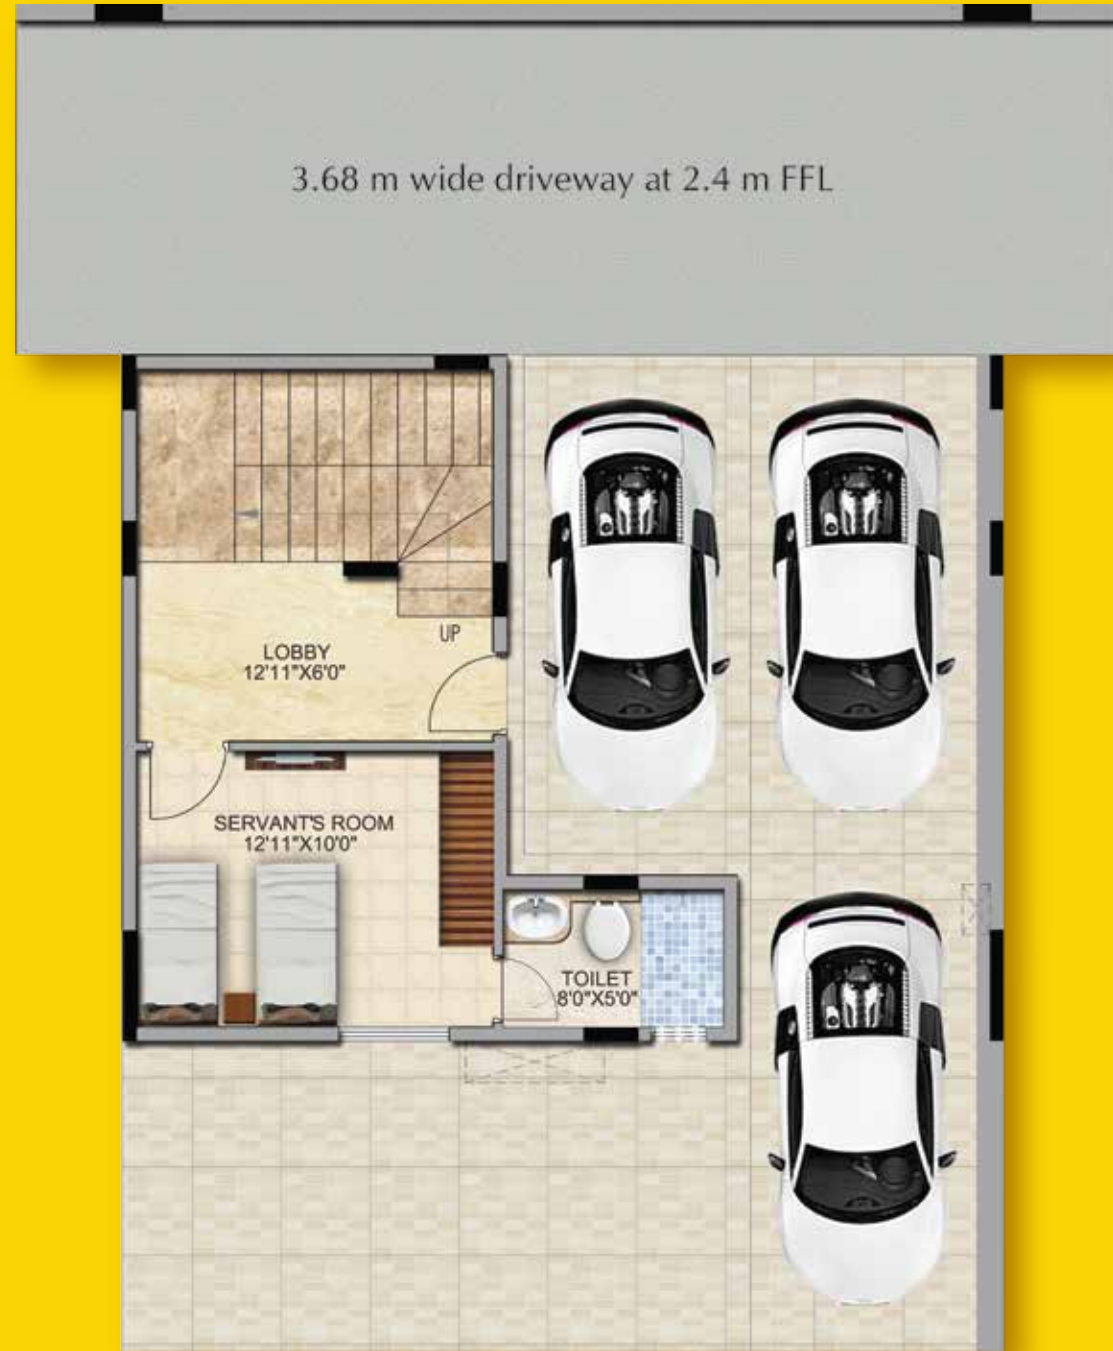 3.68 m wide driveway at 2.4 m FFL
UP
LOBBY
12'11"X6'0"
SERVANT'S ROOM
12'11"X10'0"
TOILET
8'0"X5'0"